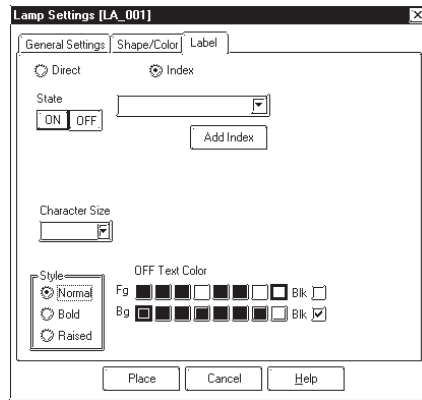 Lamp Settings [LA_001]
General Settings Shape/Color Label
Direct Index
State
ON OFF
Add Index
Character Size
Style
OFF Text Color
Normal
Fg Blk
Bold
Bg Blk
Raised
Place Cancel Help